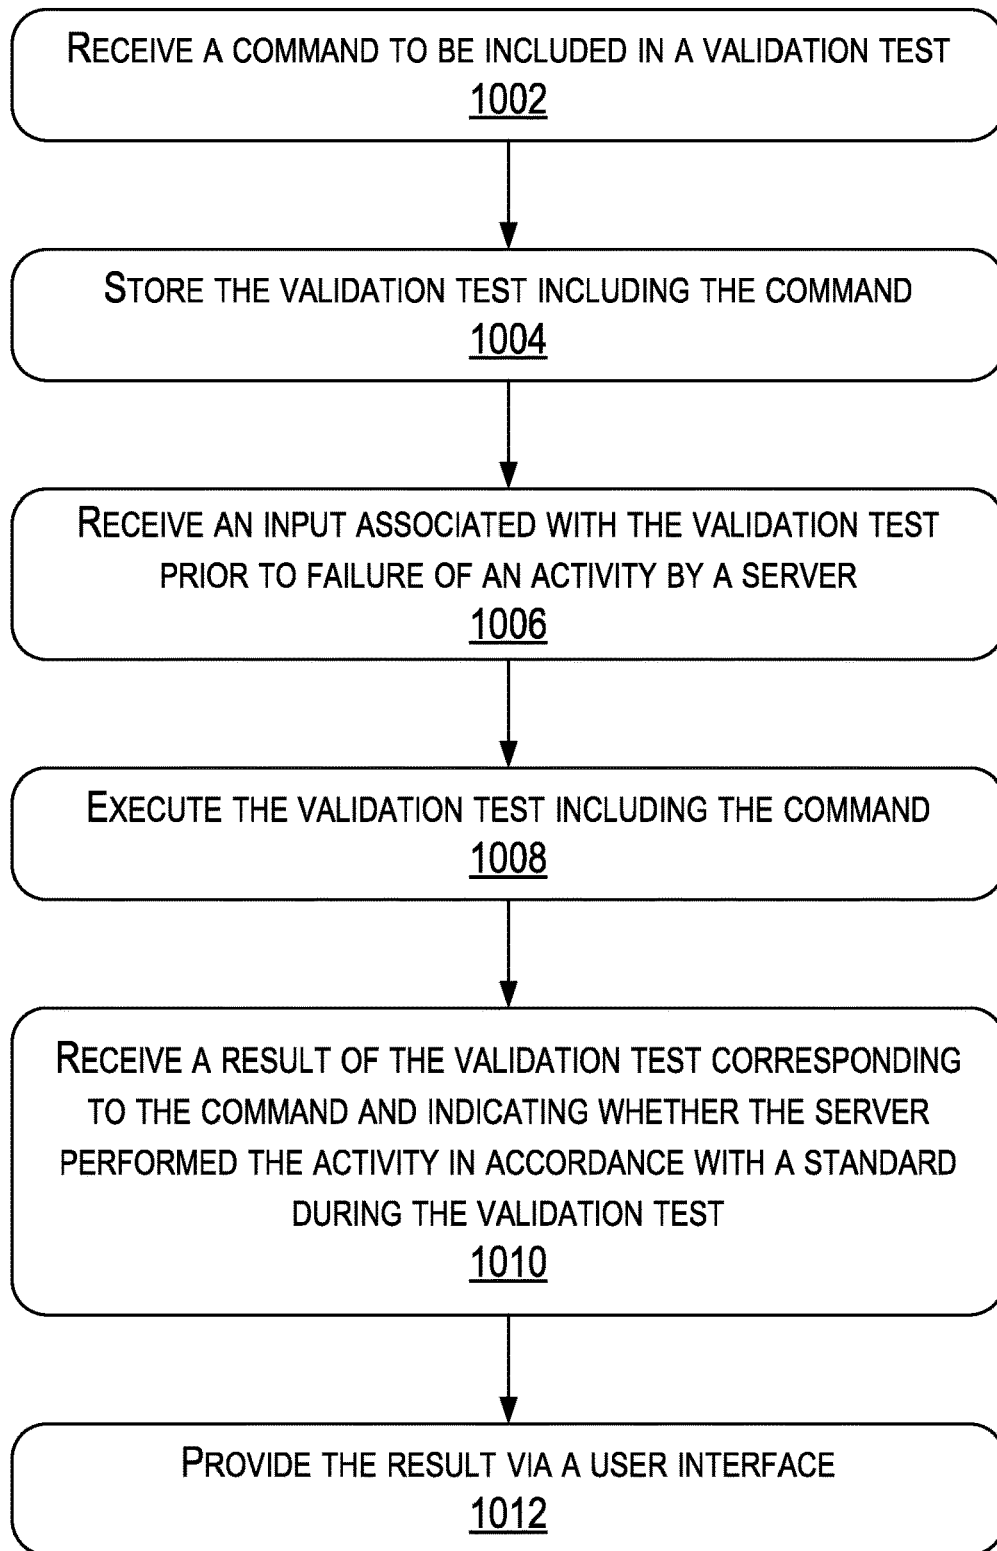 RECEIVE A COMMAND TO BE INCLUDED IN A VALIDATION TEST
1002
STORE THE VALIDATION TEST INCLUDING THE COMMAND
1004
RECEIVE AN INPUT ASSOCIATED WITH THE VALIDATION TEST
PRIOR TO FAILURE OF AN ACTIVITY BY A SERVER
1006
EXECUTE THE VALIDATION TEST INCLUDING THE COMMAND
1008
RECEIVE A RESULT OF THE VALIDATION TEST CORRESPONDING
TO THE COMMAND AND INDICATING WHETHER THE SERVER
PERFORMED THE ACTIVITY IN ACCORDANCE WITH A STANDARD
DURING THE VALIDATION TEST
1010
PROVIDE THE RESULT VIA A USER INTERFACE
1012